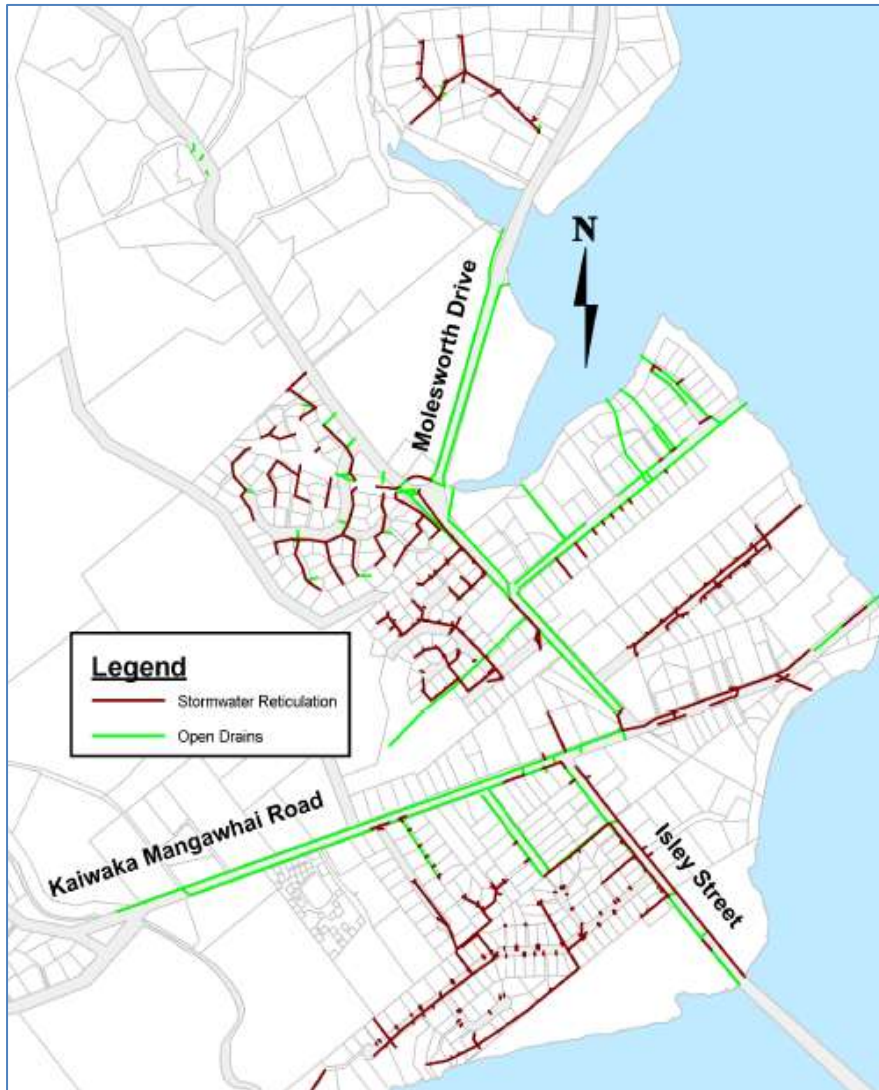 N
Molesworth Drive
Legend
Stormwater Reticulation
Open Drains
Kaiwaka Mangawhai Road
Isley Street